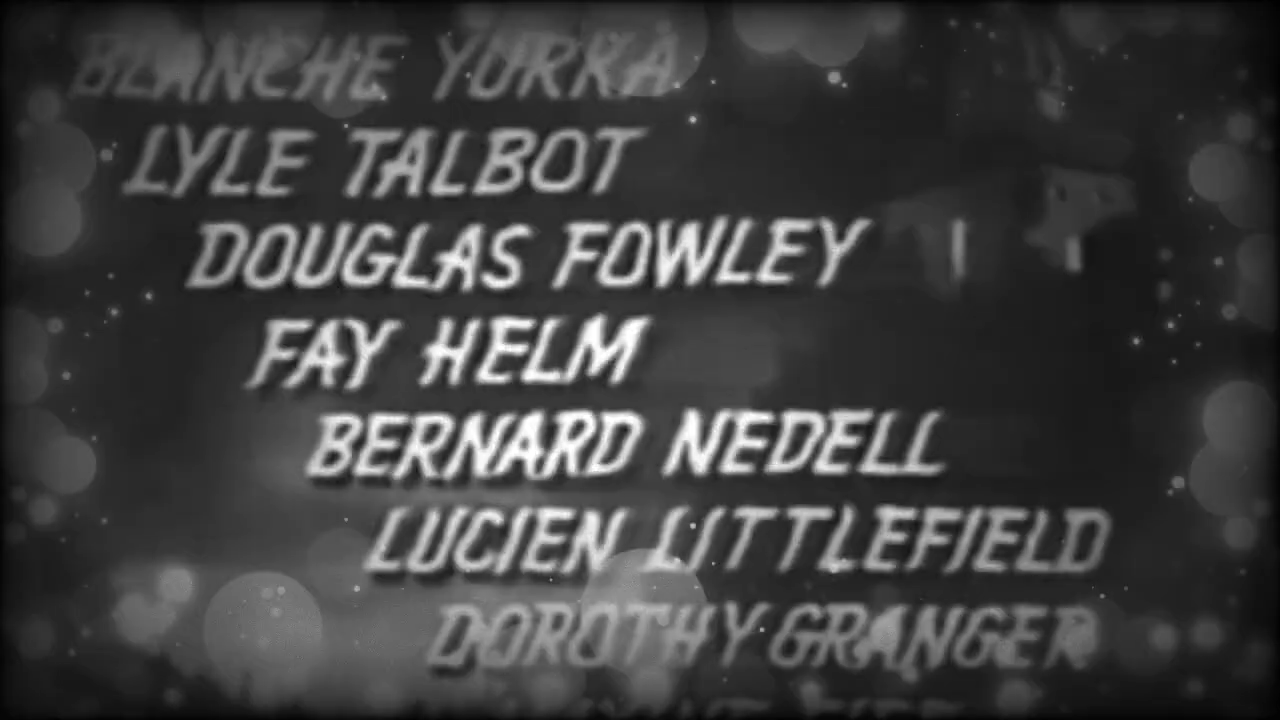 BLANCHE YURKA
LYLE TALBOT
DOUGLAS FOWLEY
FAY HELM
BERNARD NEDELL
LUCIEN LITTLEFIELD
DOROTHY GRANGER